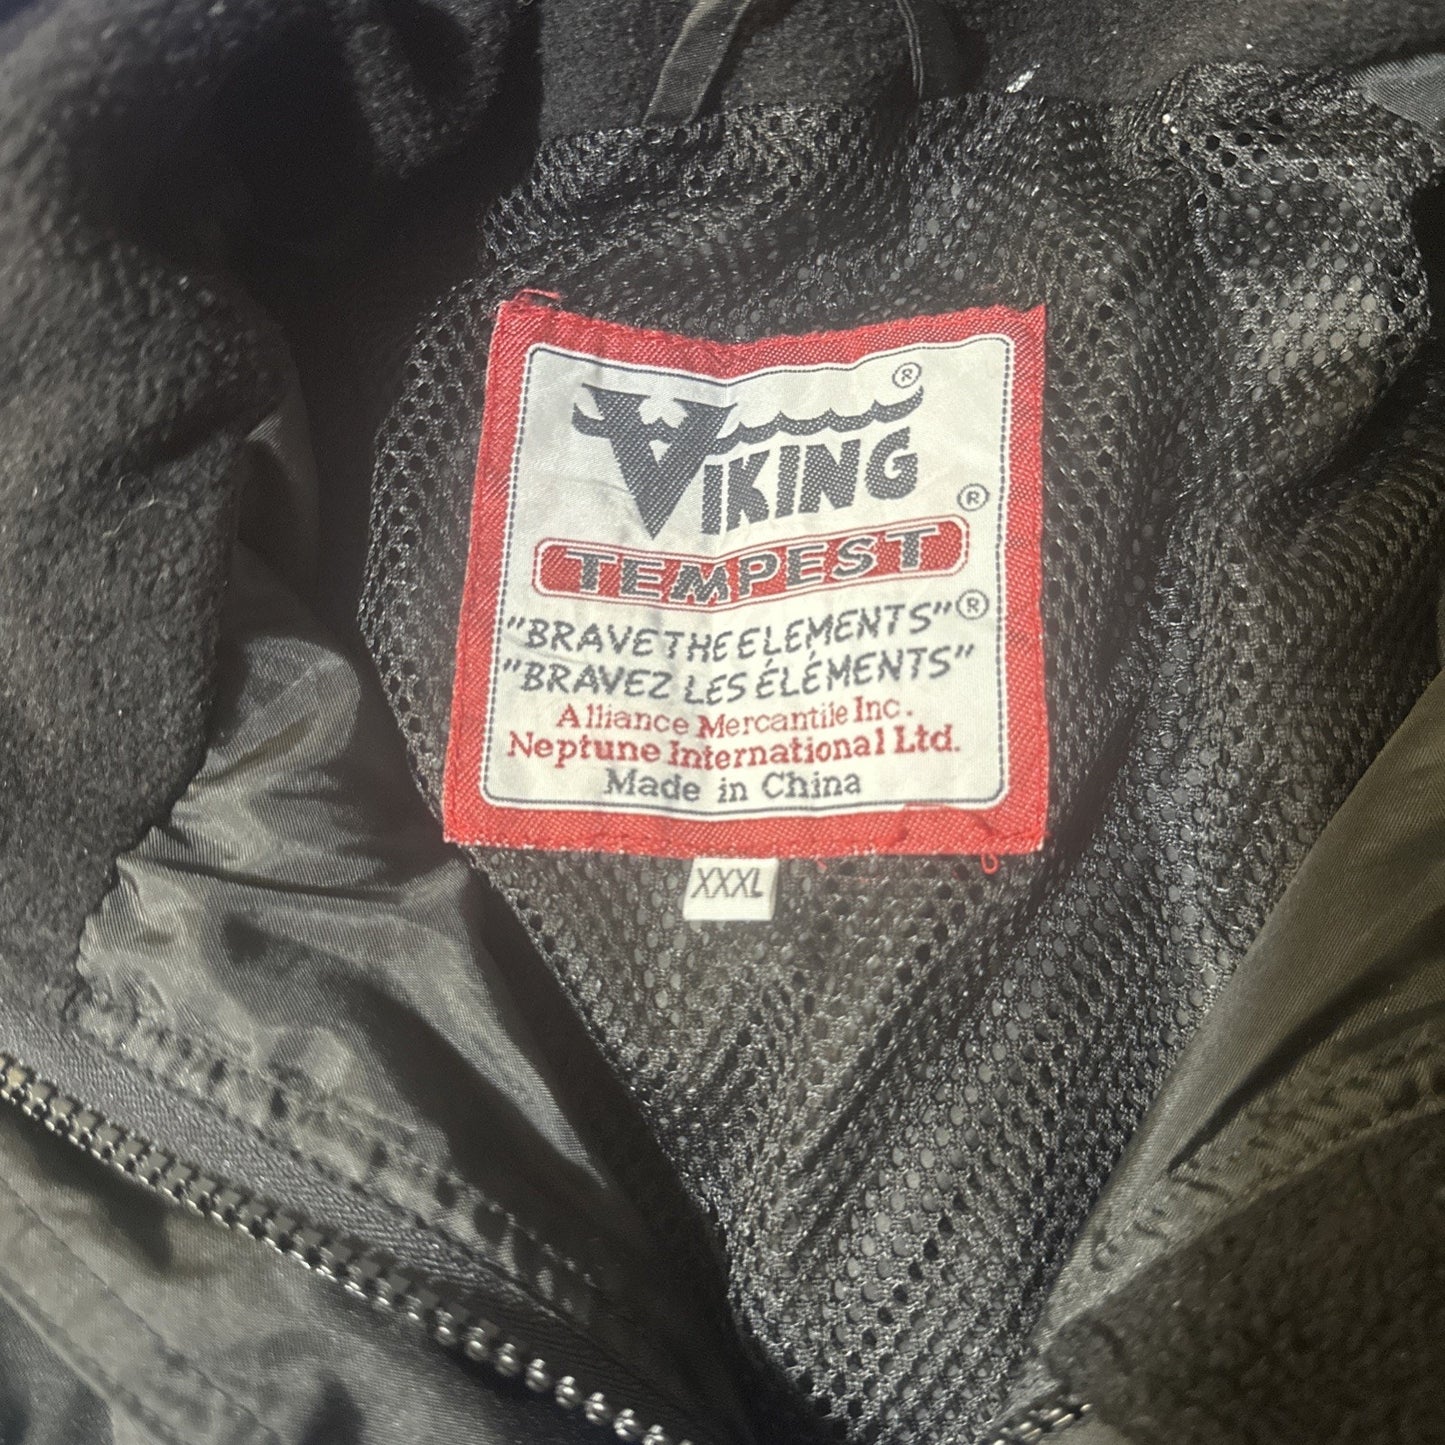 VIKING®
TEMPEST®
"BRAVE THE ELEMENTS"®
"BRAVEZ LES ÉLÉMENTS"
Alliance Mercantile Inc.
Neptune International Ltd.
Made in China
XXXL